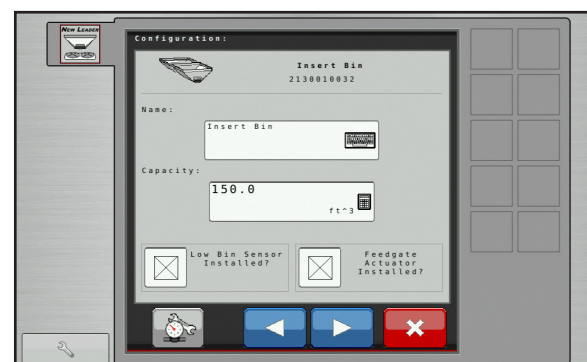 New Leader
Configuration:
Insert Bin
2130010032
Name:
Insert Bin
Capacity:
150.0
ft^3
Low Bin Sensor
Installed?
Feedgate
Actuator
Installed?